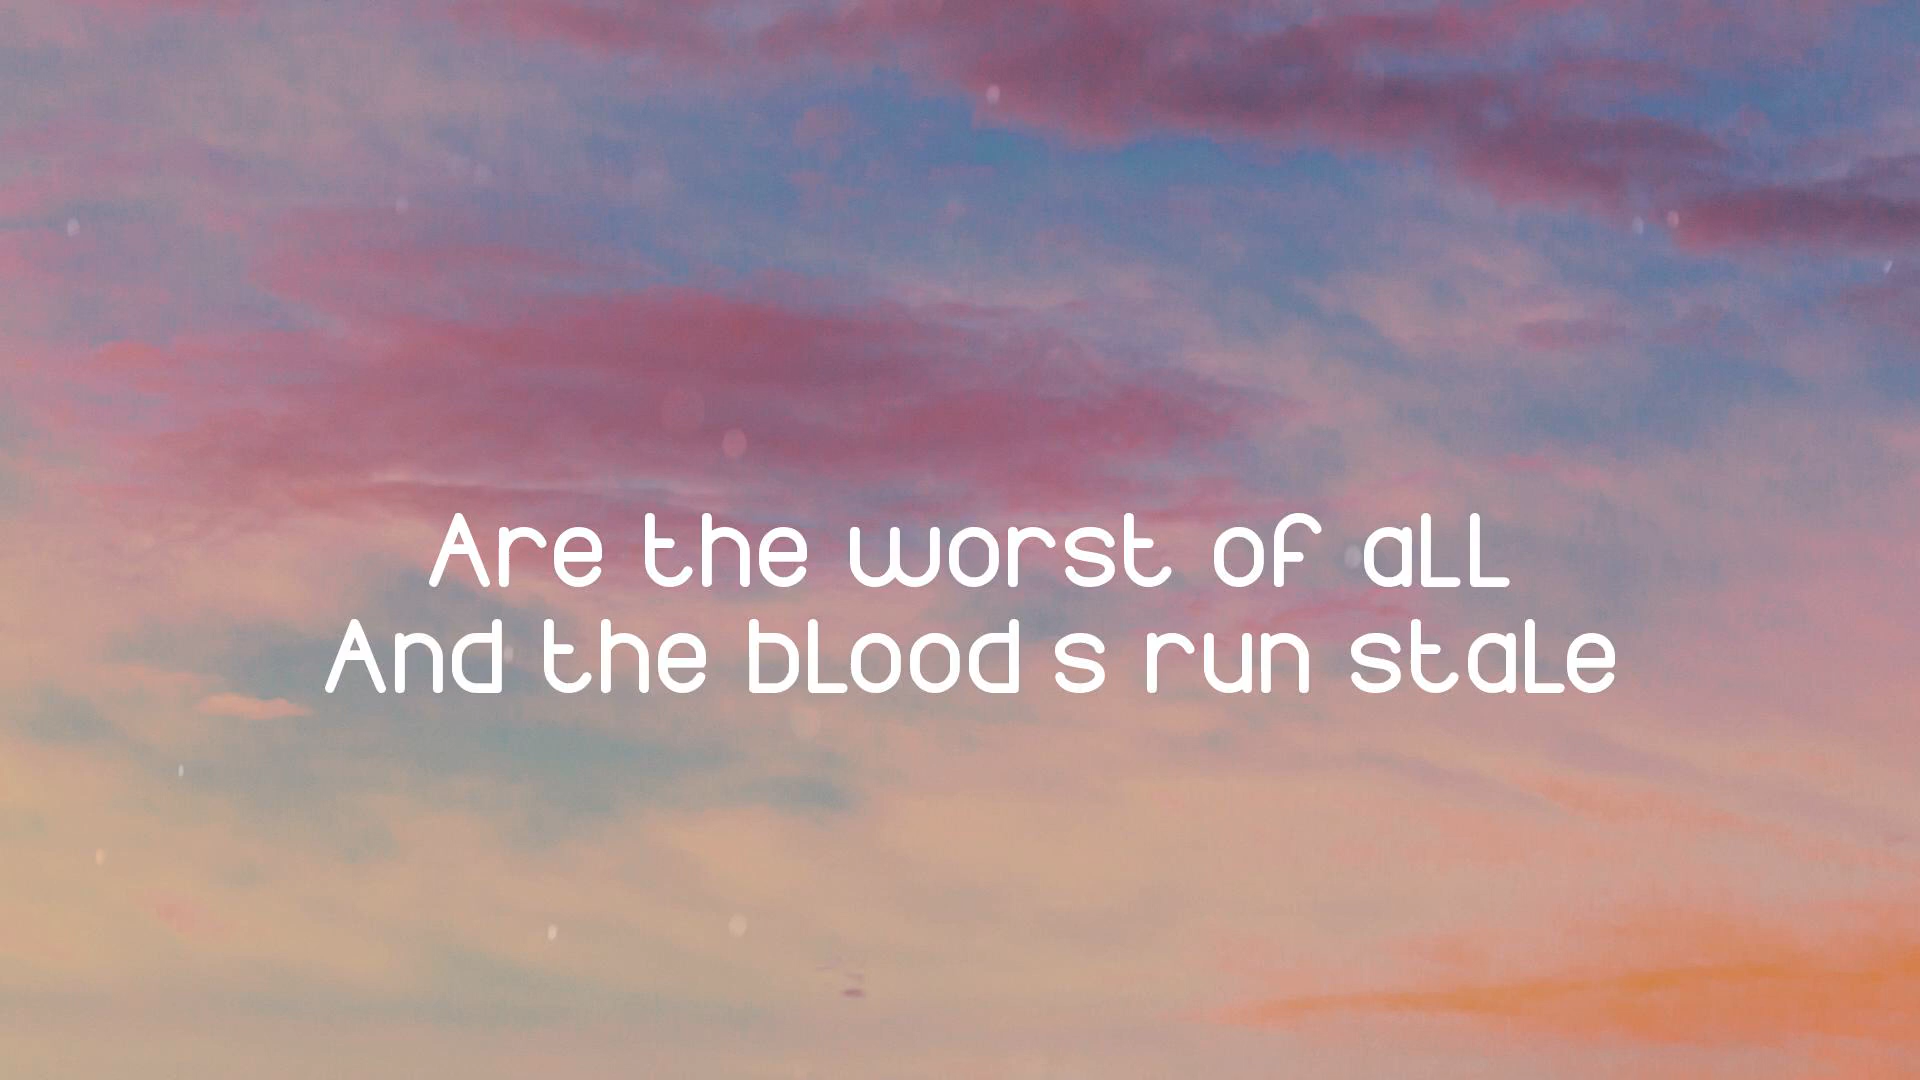 Are the worst of all
And the blood s run stale